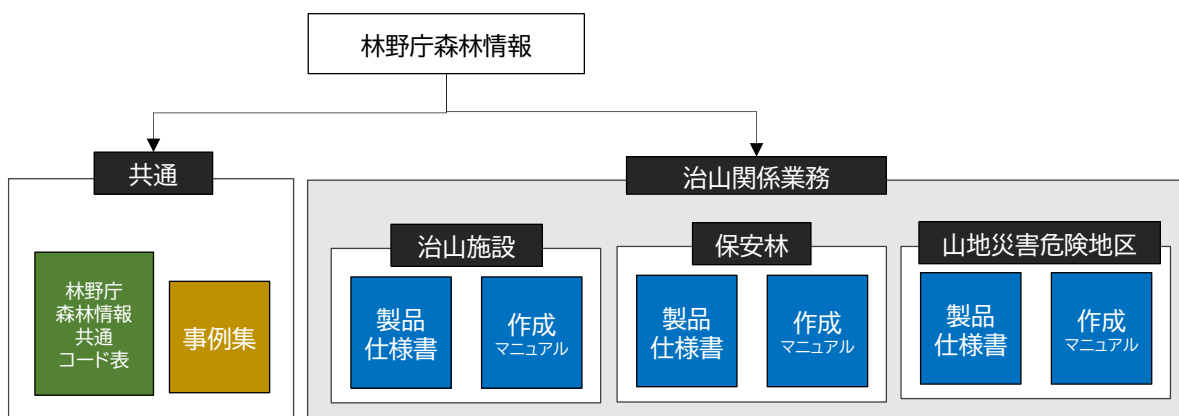 林野庁森林情報
共通
治山関係業務
林野庁
森林情報
共通
コード表
事例集
治山施設
製品
仕様書
作成
マニュアル
保安林
製品
仕様書
作成
マニュアル
山地災害危険地区
製品
仕様書
作成
マニュアル